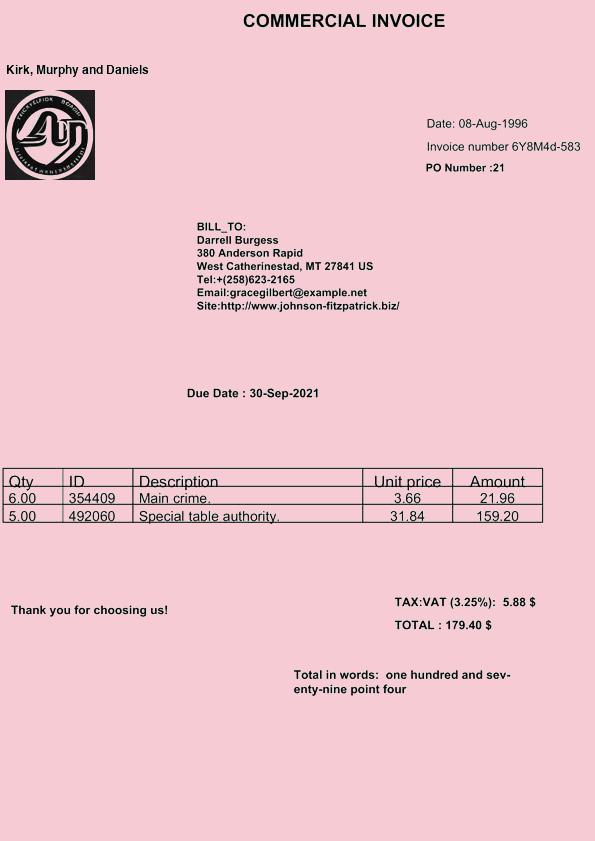 COMMERCIAL INVOICE
Kirk, Murphy and Daniels
Date: 08-Aug-1996
Invoice number 6Y8M4d-583
PO Number :21
BILL_TO:
Darrell Burgess
380 Anderson Rapid
West Catherinestad, MT 27841 US
Tel:+(258)623-2165
Email:gracegilbert@example.net
Site:http://www.johnson-fitzpatrick.biz/
Due Date : 30-Sep-2021
Qty ID Description Unit price Amount
6.00 354409 Main crime. 3.66 21.96
5.00 492060 Special table authority. 31.84 159.20
TAX:VAT (3.25%): 5.88 $
Thank you for choosing us!
TOTAL : 179.40 $
Total in words: one hundred and sev-
enty-nine point four